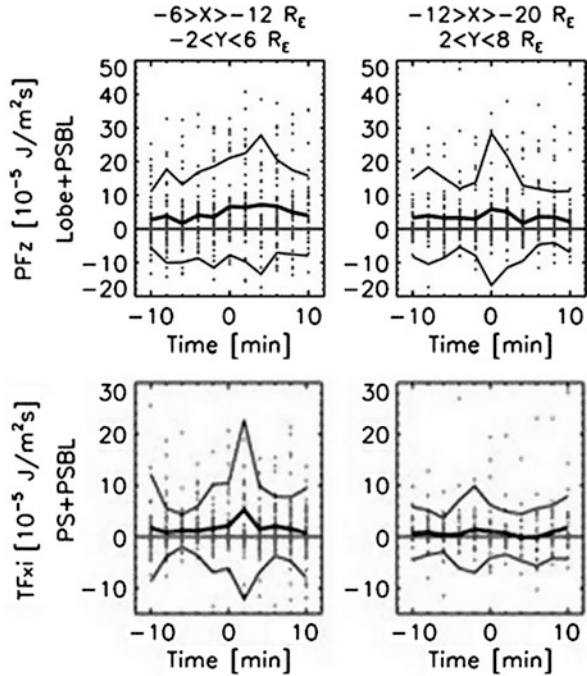 −6>X>−12 R_E −12>X>−20 R_E
−2<Y<6 R_E 2<Y<8 R_E
PFz [10⁻⁵ J/m²s]
Lobe+PSBL
50 50
40 40
30 30
20 20
10 10
0 0
−10 −10
20 20
−10 0 10 −10 0 10
Time [min] Time [min]
TFxi [10⁻⁵ J/m²s]
PS+PSBL
30 30
20 20
10 10
0 0
−10 −10
−10 0 10 −10 0 10
Time [min] Time [min]